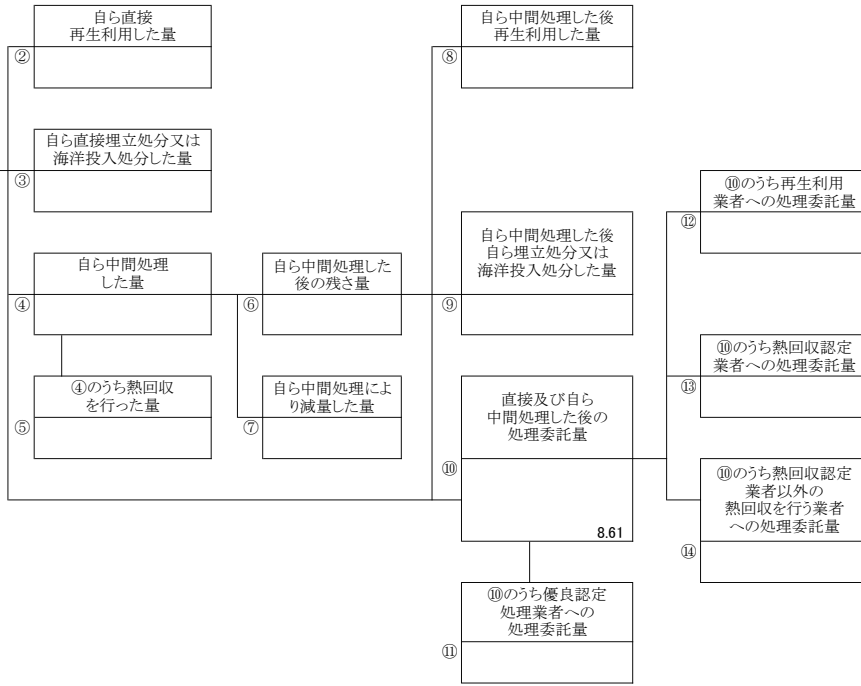 自ら直接
再生利用した量
②
自ら中間処理した後
再生利用した量
⑧
自ら直接埋立処分又は
海洋投入処分した量
③
⑩のうち再生利用
業者への処理委託量
⑫
自ら中間処理
した量
④
自ら中間処理した
後の残さ量
⑥
自ら中間処理した後
自ら埋立処分又は
海洋投入処分した量
⑨
⑩のうち熱回収認定
業者への処理委託量
⑬
④のうち熱回収
を行った量
⑤
自ら中間処理によ
り減量した量
⑦
直接及び自ら
中間処理した後の
処理委託量
⑩
8.61
⑩のうち熱回収認定
業者以外の
熱回収を行う業者
への処理委託量
⑭
⑩のうち優良認定
処理業者への
処理委託量
⑪